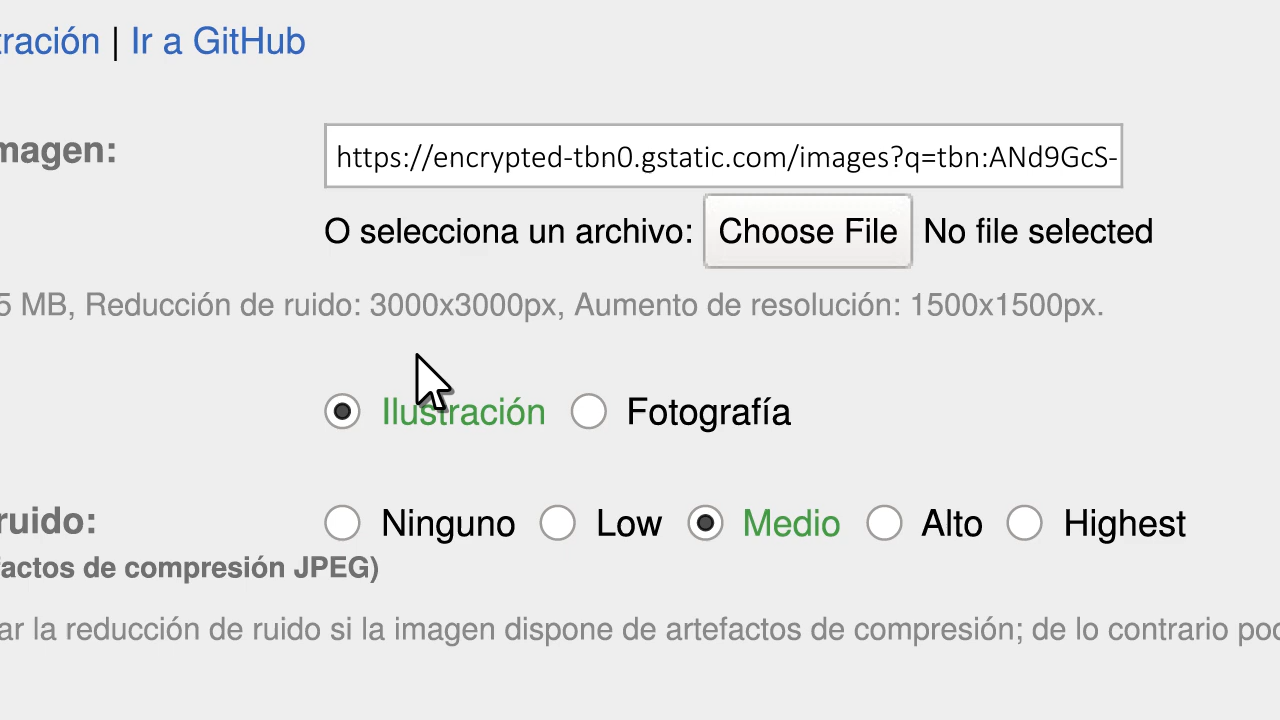 tración | Ir a GitHub
magen:
https://encrypted-tbn0.gstatic.com/images?q=tbn:ANd9GcS-
O selecciona un archivo: Choose File No file selected
5 MB, Reducción de ruido: 3000x3000px, Aumento de resolución: 1500x1500px.
Ilustración Fotografía
ruido: Ninguno Low Medio Alto Highest
factos de compresión JPEG)
ar la reducción de ruido si la imagen dispone de artefactos de compresión; de lo contrario poc